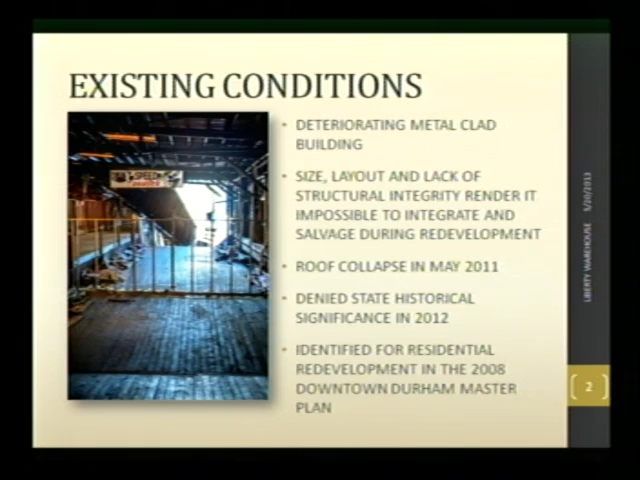 EXISTING CONDITIONS
• DETERIORATING METAL CLAD
BUILDING
• SIZE, LAYOUT AND LACK OF
STRUCTURAL INTEGRITY RENDER IT
IMPOSSIBLE TO INTEGRATE AND
SALVAGE DURING REDEVELOPMENT
• ROOF COLLAPSE IN MAY 2011
• DENIED STATE HISTORICAL
SIGNIFICANCE IN 2012
• IDENTIFIED FOR RESIDENTIAL
REDEVELOPMENT IN THE 2008
DOWNTOWN DURHAM MASTER
PLAN
SPEED
LIBERTY WAREHOUSE 5/20/2013
2